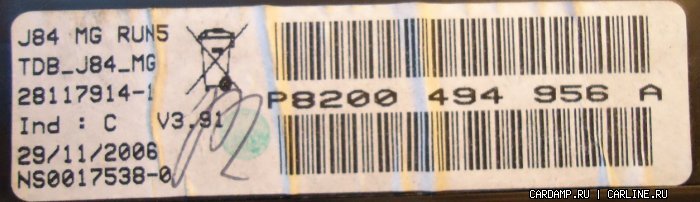 J84 MG RUN5
TDB_J84_MG
28117914-1
Ind : C V3.91
29/11/2006
NS0017538-0
P8200 494 956 A
CARDAMP.RU | CARLINE.RU